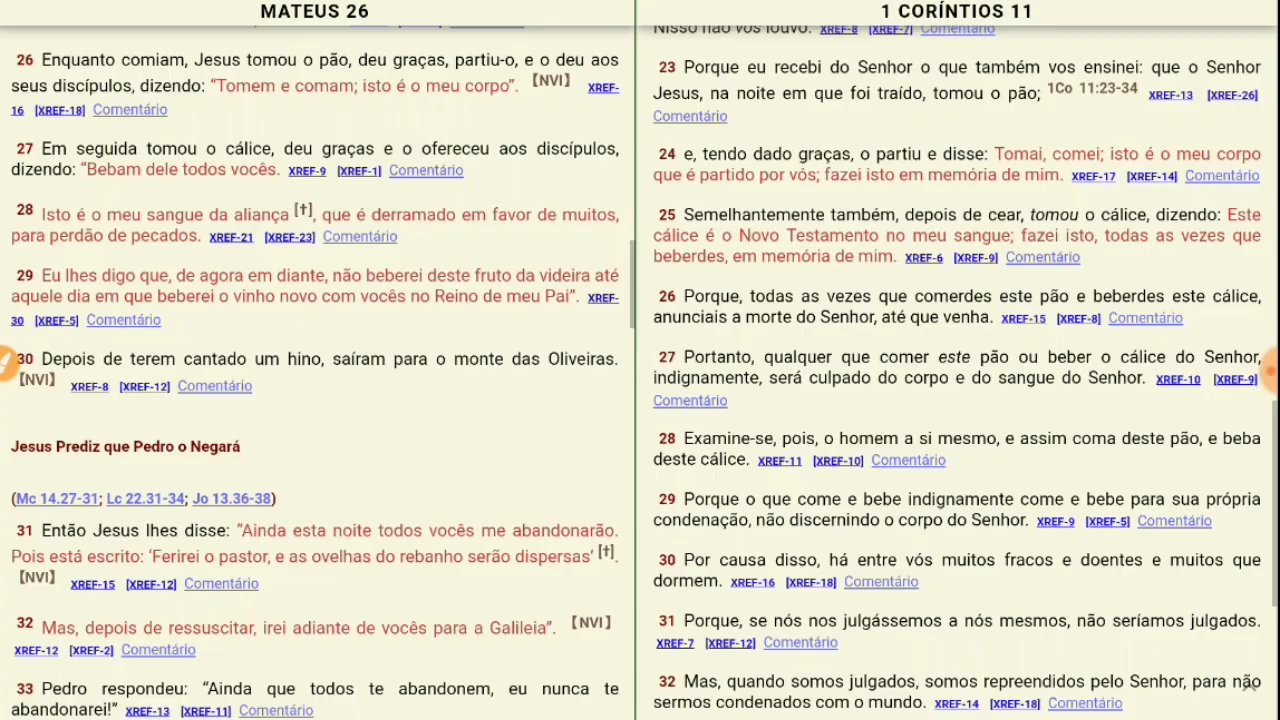 MATEUS 26
26 Enquanto comiam, Jesus tomou o pão, deu graças, partiu-o, e o deu aos
seus discípulos, dizendo: “Tomem e comam; isto é o meu corpo”. 【NVI】 XREF-
16 [XREF-18] Comentário
27 Em seguida tomou o cálice, deu graças e o ofereceu aos discípulos,
dizendo: “Bebam dele todos vocês. XREF-9 [XREF-1] Comentário
28 Isto é o meu sangue da aliança [†], que é derramado em favor de muitos,
para perdão de pecados. XREF-21 [XREF-23] Comentário
29 Eu lhes digo que, de agora em diante, não beberei deste fruto da videira até
aquele dia em que beberei o vinho novo com vocês no Reino de meu Pai”. XREF-
30 [XREF-5] Comentário
30 Depois de terem cantado um hino, saíram para o monte das Oliveiras.
【NVI】 XREF-8 [XREF-12] Comentário
Jesus Prediz que Pedro o Negará
(Mc 14.27-31; Lc 22.31-34; Jo 13.36-38)
31 Então Jesus lhes disse: “Ainda esta noite todos vocês me abandonarão.
Pois está escrito: ‘Ferirei o pastor, e as ovelhas do rebanho serão dispersas’ [†].
【NVI】 XREF-15 [XREF-12] Comentário
32 Mas, depois de ressuscitar, irei adiante de vocês para a Galileia”. 【NVI】
XREF-12 [XREF-2] Comentário
33 Pedro respondeu: “Ainda que todos te abandonem, eu nunca te
abandonarei!” XREF-13 [XREF-11] Comentário
1 CORÍNTIOS 11
Nisso não vos louvo. XREF-8 [XREF-7] Comentário
23 Porque eu recebi do Senhor o que também vos ensinei: que o Senhor
Jesus, na noite em que foi traído, tomou o pão; 1Co 11:23-34 XREF-13 [XREF-26]
Comentário
24 e, tendo dado graças, o partiu e disse: Tomai, comei; isto é o meu corpo
que é partido por vós; fazei isto em memória de mim. XREF-17 [XREF-14] Comentário
25 Semelhantemente também, depois de cear, tomou o cálice, dizendo: Este
cálice é o Novo Testamento no meu sangue; fazei isto, todas as vezes que
beberdes, em memória de mim. XREF-6 [XREF-9] Comentário
26 Porque, todas as vezes que comerdes este pão e beberdes este cálice,
anunciais a morte do Senhor, até que venha. XREF-15 [XREF-8] Comentário
27 Portanto, qualquer que comer este pão ou beber o cálice do Senhor,
indignamente, será culpado do corpo e do sangue do Senhor. XREF-10 [XREF-9]
Comentário
28 Examine-se, pois, o homem a si mesmo, e assim coma deste pão, e beba
deste cálice. XREF-11 [XREF-10] Comentário
29 Porque o que come e bebe indignamente come e bebe para sua própria
condenação, não discernindo o corpo do Senhor. XREF-9 [XREF-5] Comentário
30 Por causa disso, há entre vós muitos fracos e doentes e muitos que
dormem. XREF-16 [XREF-18] Comentário
31 Porque, se nós nos julgássemos a nós mesmos, não seríamos julgados.
XREF-7 [XREF-12] Comentário
32 Mas, quando somos julgados, somos repreendidos pelo Senhor, para não
sermos condenados com o mundo. XREF-14 [XREF-18] Comentário